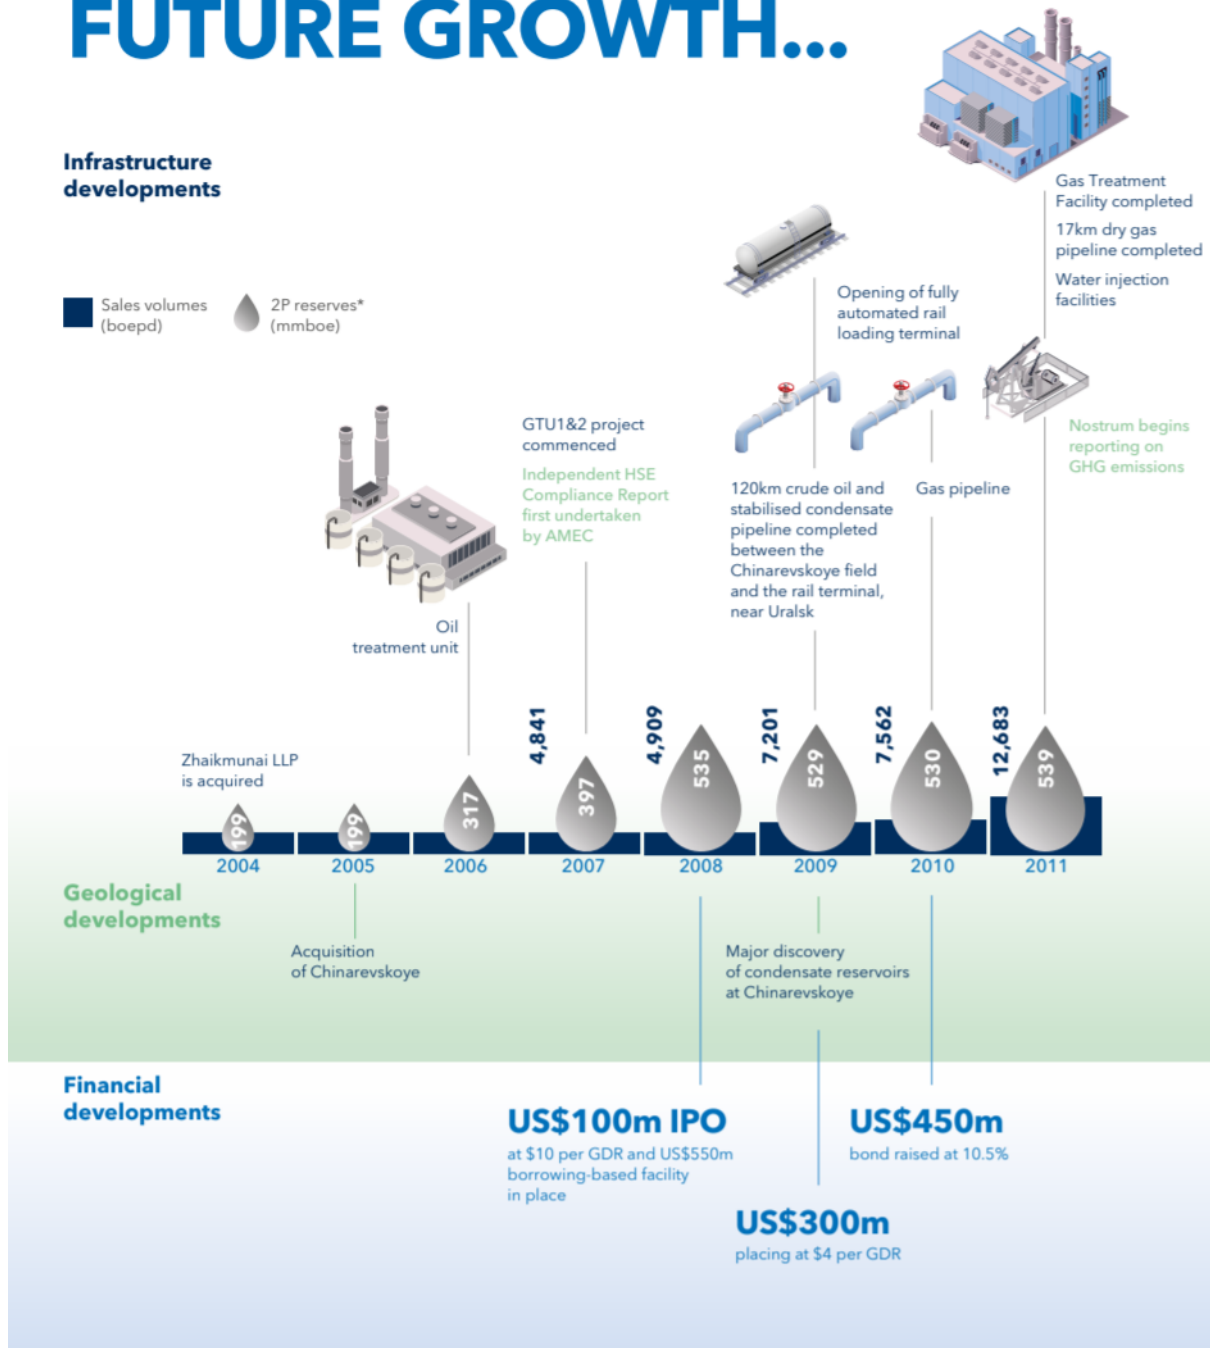 FUTURE GROWTH...
Infrastructure
developments
Sales volumes
(boepd)
2P reserves*
(mmboe)
Gas Treatment
Facility completed
17km dry gas
pipeline completed
Water injection
facilities
Opening of fully
automated rail
loading terminal
Nostrum begins
reporting on
GHG emissions
GTU1&2 project
commenced
Independent HSE
Compliance Report
first undertaken
by AMEC
120km crude oil and
stabilised condensate
pipeline completed
between the
Chinarevskoye field
and the rail terminal,
near Uralsk
Gas pipeline
Oil
treatment unit
Zhaikmunai LLP
is acquired
4,841
4,909
7,201
7,562
12,683
199
199
317
397
535
529
530
539
2004
2005
2006
2007
2008
2009
2010
2011
Geological
developments
Acquisition
of Chinarevskoye
Major discovery
of condensate reservoirs
at Chinarevskoye
Financial
developments
US$100m IPO
at $10 per GDR and US$550m
borrowing-based facility
in place
US$450m
bond raised at 10.5%
US$300m
placing at $4 per GDR